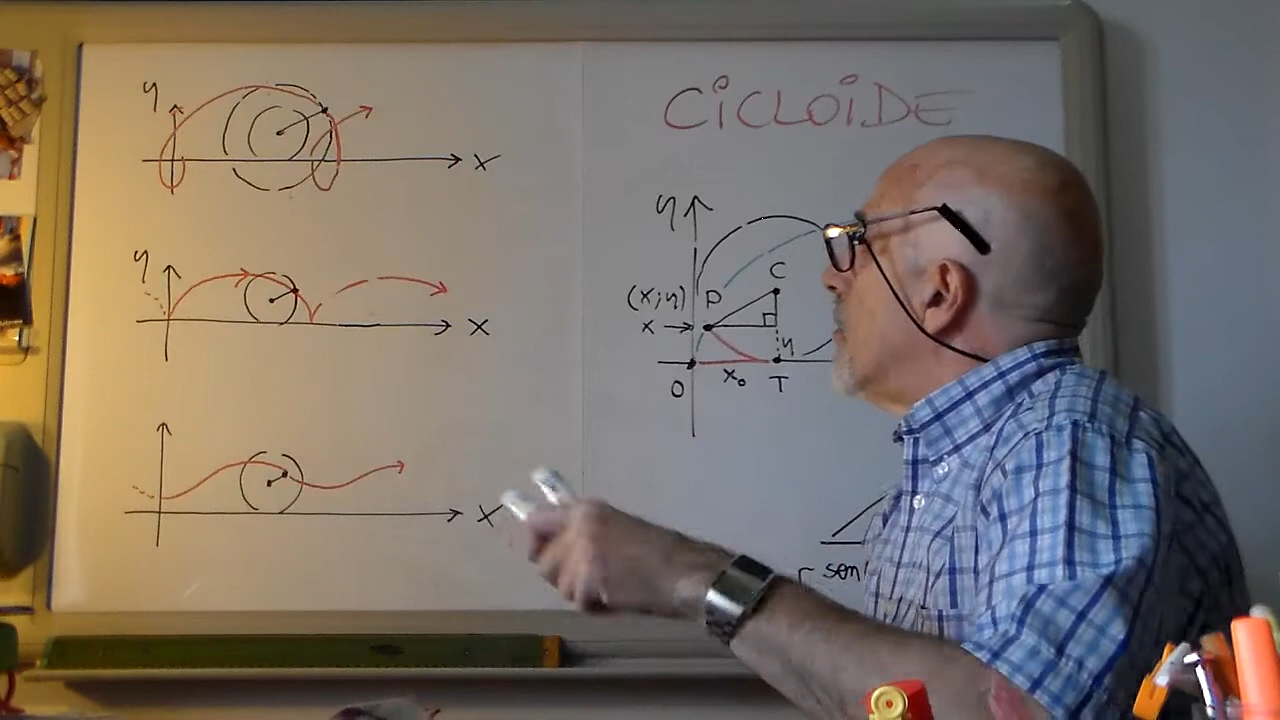 y
x
y
x
x
CICLOIDE
y
C
(x;y) P
x
y
O x₀ T
r sen